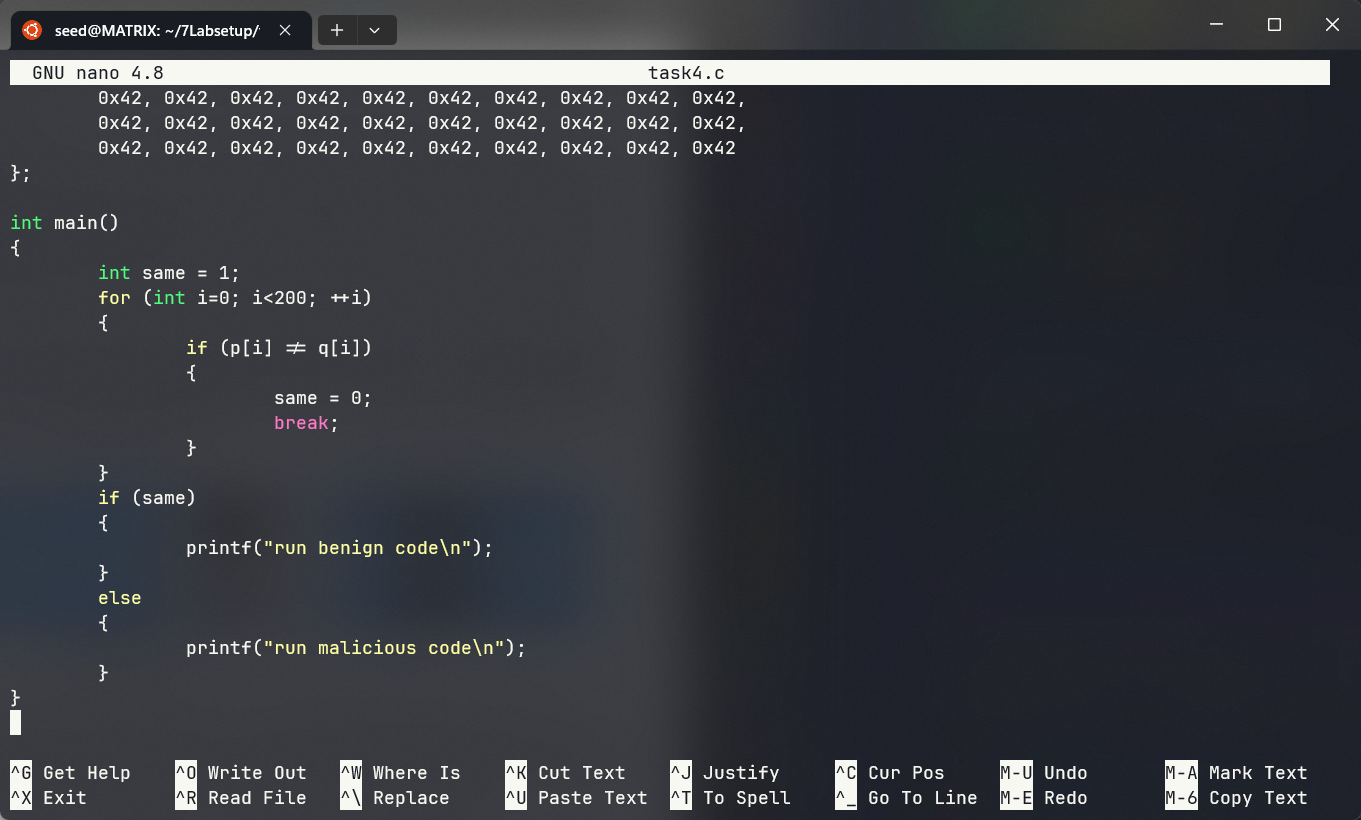 seed@MATRIX: ~/7Labsetup/
GNU nano 4.8 task4.c
0x42, 0x42, 0x42, 0x42, 0x42, 0x42, 0x42, 0x42, 0x42, 0x42,
0x42, 0x42, 0x42, 0x42, 0x42, 0x42, 0x42, 0x42, 0x42, 0x42,
0x42, 0x42, 0x42, 0x42, 0x42, 0x42, 0x42, 0x42, 0x42, 0x42
};
int main()
{
int same = 1;
for (int i=0; i<200; ++i)
{
if (p[i] != q[i])
{
same = 0;
break;
}
}
if (same)
{
printf("run benign code\n");
}
else
{
printf("run malicious code\n");
}
}
^G Get Help ^O Write Out ^W Where Is ^K Cut Text ^J Justify ^C Cur Pos M-U Undo M-A Mark Text
^X Exit ^R Read File ^\ Replace ^U Paste Text ^T To Spell ^_ Go To Line M-E Redo M-6 Copy Text